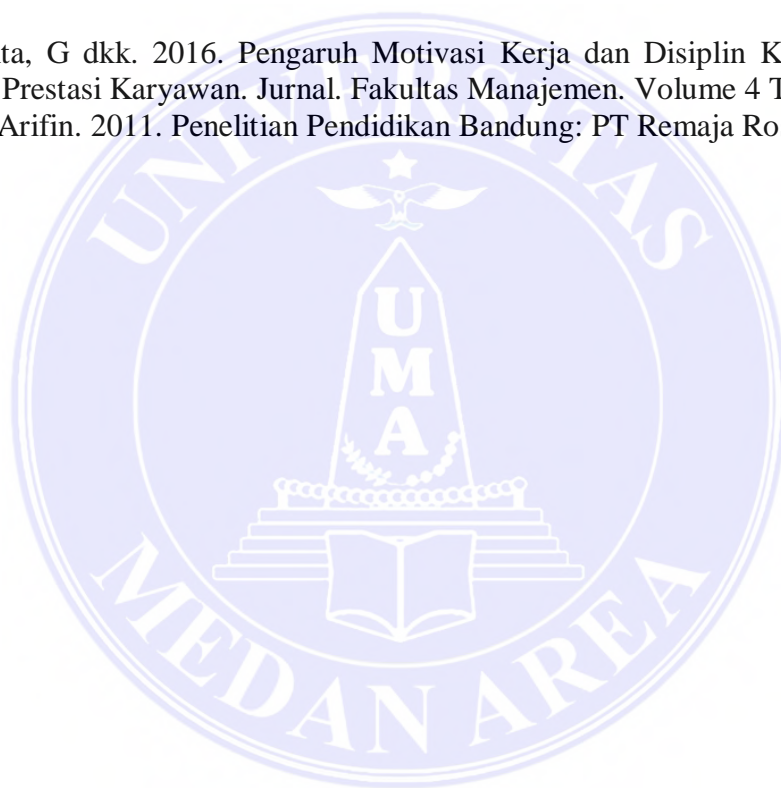 ta, G dkk. 2016. Pengaruh Motivasi Kerja dan Disiplin K
Prestasi Karyawan. Jurnal. Fakultas Manajemen. Volume 4 T
Arifin. 2011. Penelitian Pendidikan Bandung: PT Remaja Ro
UNIVERSITAS
U
M
A
MEDAN AREA